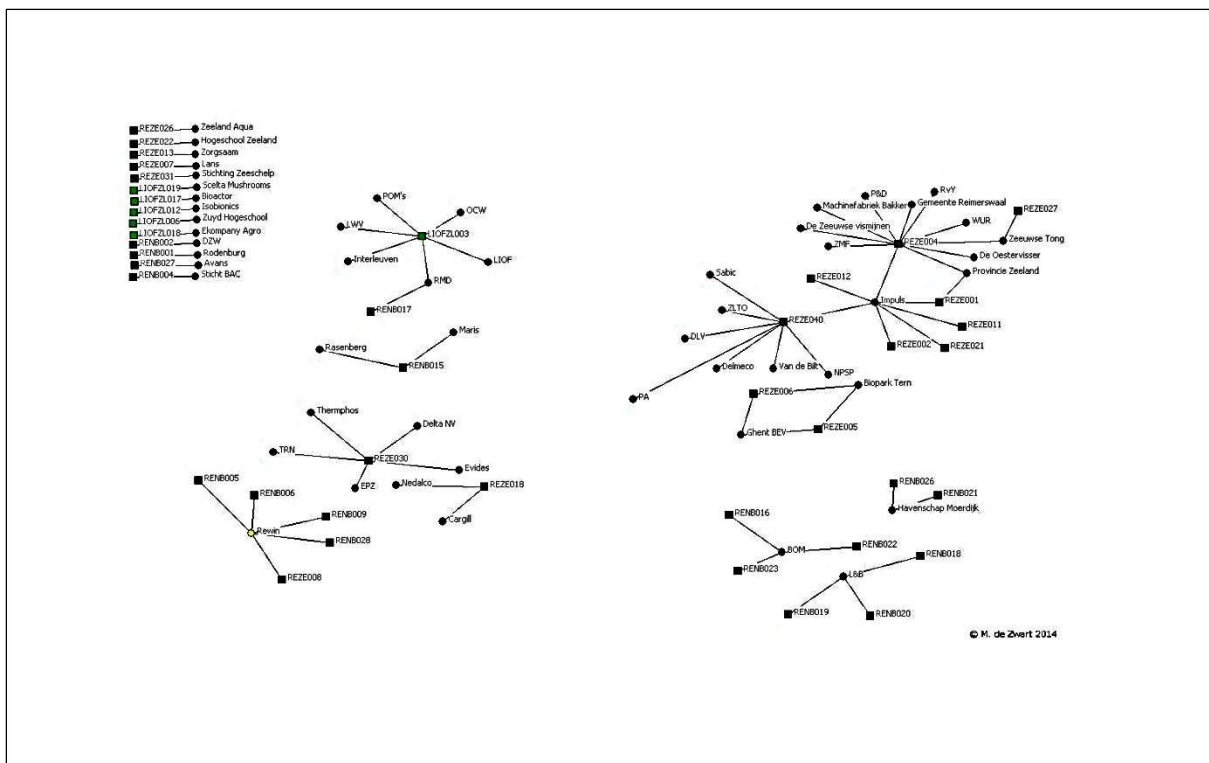 REZE026 Zeeland Aqua
REZE022 Hogeschool Zeeland
REZE013 Zorgsaam
REZE007 Lans
REZE031 Stichting Zeeschelp
LIOFZL019 Scelta Mushrooms
LIOFZL017 Bioactor
LIOFZL012 Isobionics
LIOFZL006 Zuyd Hogeschool
LIOFZL018 Ekompany Agro
RENB002 DZW
RENB001 Rodenburg
RENB027 Avans
RENB004 Sticht BAC
POM's
OCW
LWV
LIOFZL003
Interleuven
LIOF
RMD
RENB017
Maris
Rasenberg
RENB015
P&D
RvY
Machinefabriek Bakker
Gemeente Reimerswaal
REZE027
De Zeeuwse vismijnen
WUR
ZMF
REZE004
Zeeuwse Tong
De Oestervisser
Provincie Zeeland
Sabic
REZE012
Impuls
REZE001
ZLTO
REZE040
REZE011
DLV
REZE002
REZE021
Delmeco
Van de Bilt
NPSP
PA
REZE006
Biopark Tern
Ghent BEV
REZE005
Thermphos
Delta NV
TRN
REZE030
Evides
EPZ
Nedalco
REZE018
Cargill
RENB005
RENB006
RENB009
Rewin
RENB028
REZE008
RENB026
RENB021
Havenschap Moerdijk
RENB016
BOM
RENB022
RENB018
RENB023
L&B
RENB019
RENB020
© M. de Zwart 2014